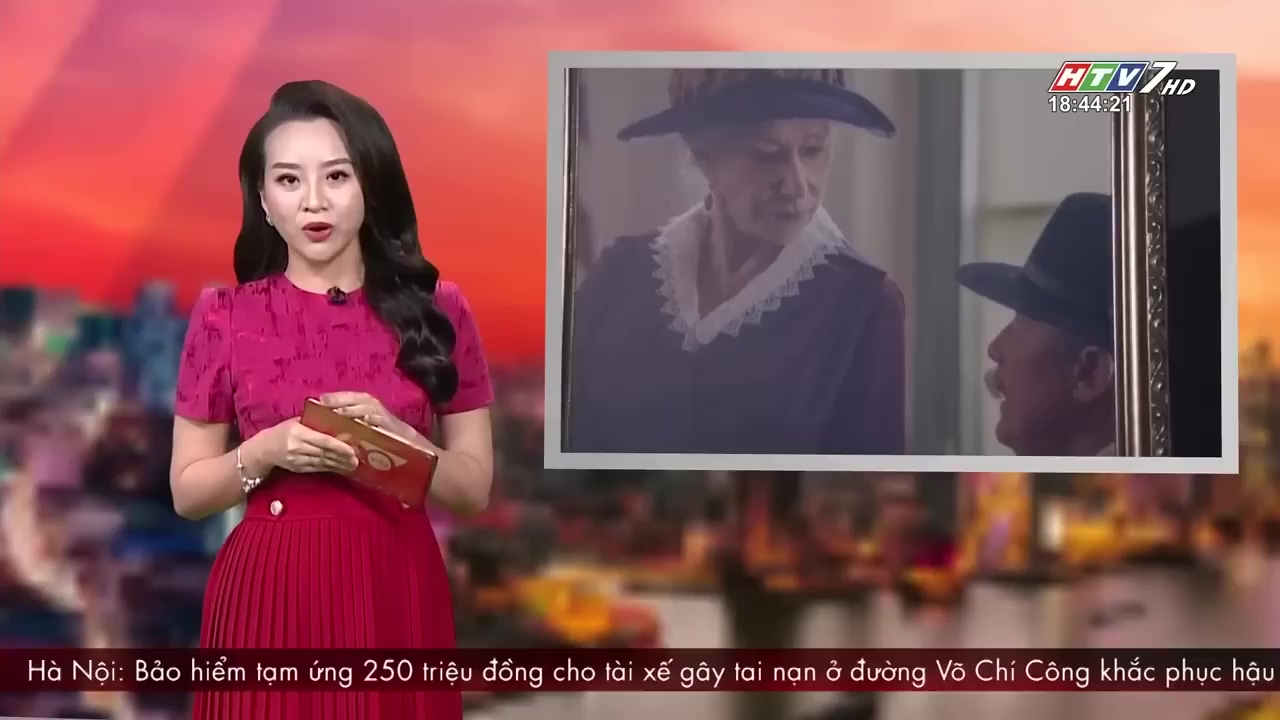 HTV7 HD
18:44:21
Hà Nội: Bảo hiểm tạm ứng 250 triệu đồng cho tài xế gây tai nạn ở đường Võ Chí Công khắc phục hậu